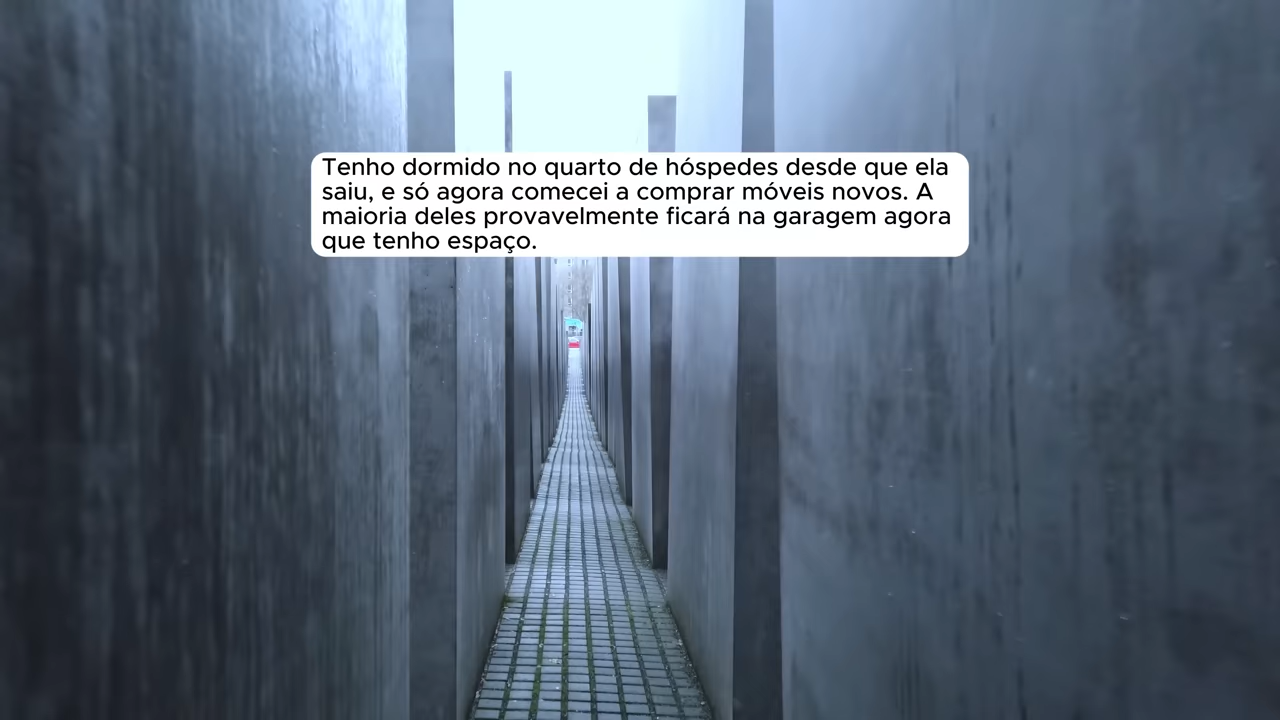 Tenho dormido no quarto de hóspedes desde que ela
saiu, e só agora comecei a comprar móveis novos. A
maioria deles provavelmente ficará na garagem agora
que tenho espaço.